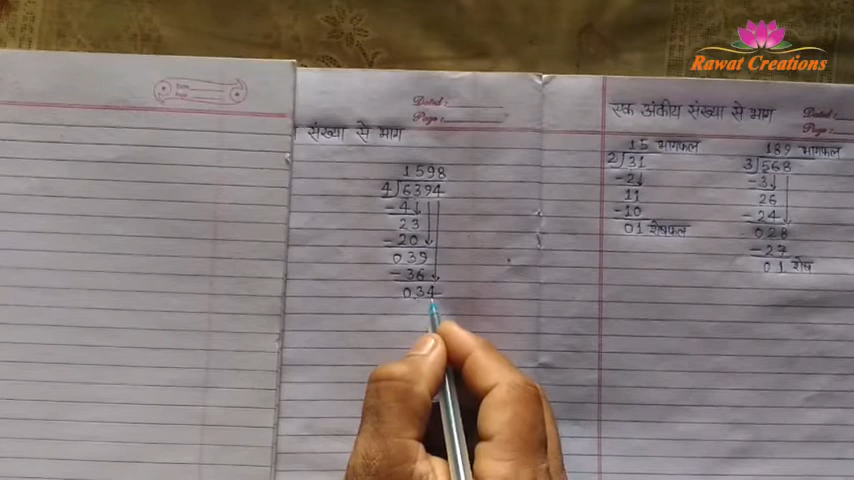 Rawat Creations
Dated :
Page :
संख्या से भाग
1598
4)6394
-4
23
-20
039
-36
034
एक अंकीय संख्या से भाग
Dated :
Page :
15 भागफल
2)31
-2
11
-10
01 शेषफल
189 भागफल
3)568
-3
26
-24
028
-27
01 शेष